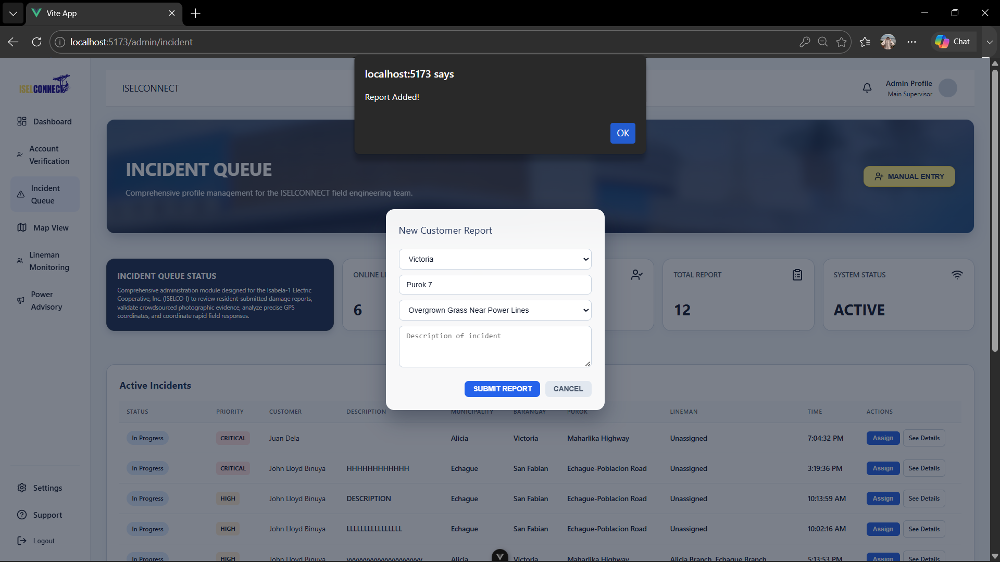 Vite App
localhost:5173/admin/incident
Chat
localhost:5173 says
Report Added!
OK
ISELCONNECT
Dashboard
Account
Verification
Incident
Queue
Map View
Lineman
Monitoring
Power
Advisory
Settings
Support
Logout
ISELCONNECT
Admin Profile
Main Supervisor
INCIDENT QUEUE
Comprehensive profile management for the ISELCONNECT field engineering team.
MANUAL ENTRY
INCIDENT QUEUE STATUS
Comprehensive administration module designed for the Isabela-1 Electric
Cooperative, Inc. (ISELCO-I) to review resident-submitted damage reports,
validate crowdsourced photographic evidence, analyze precise GPS
coordinates, and coordinate rapid field responses.
ONLINE
6
TOTAL REPORT
12
SYSTEM STATUS
ACTIVE
New Customer Report
Victoria
Purok 7
Overgrown Grass Near Power Lines
Description of incident
SUBMIT REPORT CANCEL
Active Incidents
STATUS PRIORITY CUSTOMER DESCRIPTION MUNICIPALITY BARANGAY PUROK LINEMAN TIME ACTIONS
In Progress CRITICAL Juan Dela Alicia Victoria Maharlika Highway Unassigned 7:04:32 PM Assign See Details
In Progress CRITICAL John Lloyd Binuya HHHHHHHHHHHH Echague San Fabian Echague-Poblacion Road Unassigned 3:19:36 PM Assign See Details
In Progress HIGH John Lloyd Binuya DESCRIPTION Echague San Fabian Echague-Poblacion Road Unassigned 10:13:59 AM Assign See Details
In Progress HIGH John Lloyd Binuya LLLLLLLLLLLLLLLL Echague San Fabian Echague-Poblacion Road Unassigned 10:02:16 AM Assign See Details
In Progress HIGH John Lloyd Binuya Alicia Victoria Maharlika Highway Alicia Branch, Echague Branch 5:13:53 PM Assign See Details